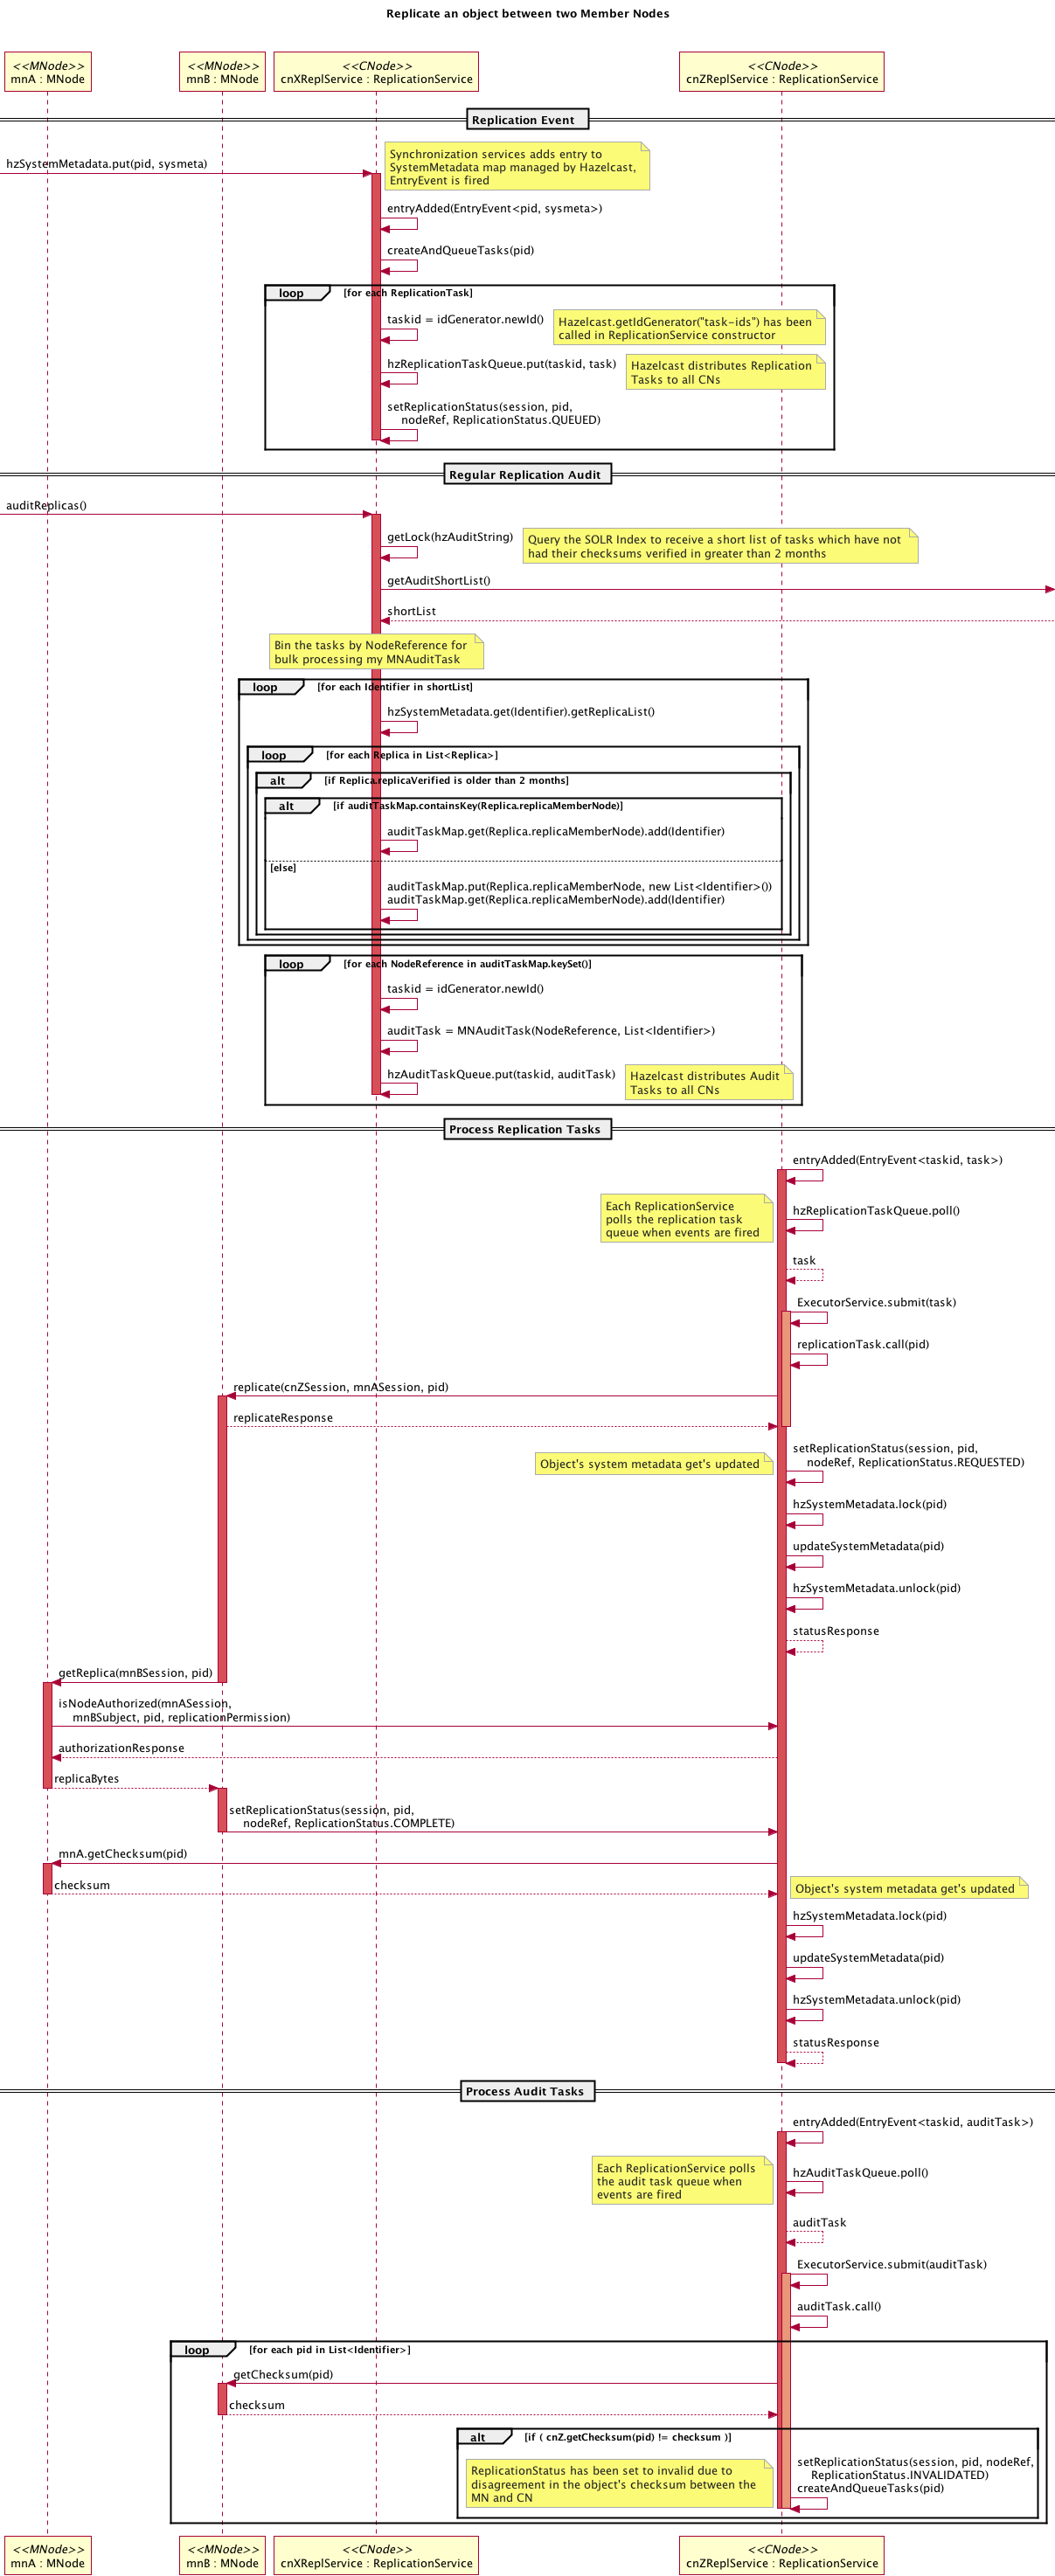 Replicate an object between two Member Nodes
<<MNode>>
mnA : MNode
<<MNode>>
mnB : MNode
<<CNode>>
cnXReplService : ReplicationService
<<CNode>>
cnZReplService : ReplicationService
Replication Event
hzSystemMetadata.put(pid, sysmeta)
Synchronization services adds entry to
SystemMetadata map managed by Hazelcast,
EntryEvent is fired
entryAdded(EntryEvent<pid, sysmeta>)
createAndQueueTasks(pid)
loop
[for each ReplicationTask]
taskid = idGenerator.newId()
Hazelcast.getIdGenerator("task-ids") has been
called in ReplicationService constructor
hzReplicationTaskQueue.put(taskid, task)
Hazelcast distributes Replication
Tasks to all CNs
setReplicationStatus(session, pid,
nodeRef, ReplicationStatus.QUEUED)
Regular Replication Audit
auditReplicas()
getLock(hzAuditString)
Query the SOLR Index to receive a short list of tasks which have not
had their checksums verified in greater than 2 months
getAuditShortList()
shortList
Bin the tasks by NodeReference for
bulk processing my MNAuditTask
loop
[for each Identifier in shortList]
hzSystemMetadata.get(Identifier).getReplicaList()
loop
[for each Replica in List<Replica>]
alt
[if Replica.replicaVerified is older than 2 months]
alt
[if auditTaskMap.containsKey(Replica.replicaMemberNode)]
auditTaskMap.get(Replica.replicaMemberNode).add(Identifier)
[else]
auditTaskMap.put(Replica.replicaMemberNode, new List<Identifier>())
auditTaskMap.get(Replica.replicaMemberNode).add(Identifier)
loop
[for each NodeReference in auditTaskMap.keySet()]
taskid = idGenerator.newId()
auditTask = MNAuditTask(NodeReference, List<Identifier>)
hzAuditTaskQueue.put(taskid, auditTask)
Hazelcast distributes Audit
Tasks to all CNs
Process Replication Tasks
entryAdded(EntryEvent<taskid, task>)
Each ReplicationService
polls the replication task
queue when events are fired
hzReplicationTaskQueue.poll()
task
ExecutorService.submit(task)
replicationTask.call(pid)
replicate(cnZSession, mnASession, pid)
replicateResponse
setReplicationStatus(session, pid,
nodeRef, ReplicationStatus.REQUESTED)
Object's system metadata get's updated
hzSystemMetadata.lock(pid)
updateSystemMetadata(pid)
hzSystemMetadata.unlock(pid)
statusResponse
getReplica(mnBSession, pid)
isNodeAuthorized(mnASession,
mnBSubject, pid, replicationPermission)
authorizationResponse
replicaBytes
setReplicationStatus(session, pid,
nodeRef, ReplicationStatus.COMPLETE)
mnA.getChecksum(pid)
checksum
Object's system metadata get's updated
hzSystemMetadata.lock(pid)
updateSystemMetadata(pid)
hzSystemMetadata.unlock(pid)
statusResponse
Process Audit Tasks
entryAdded(EntryEvent<taskid, auditTask>)
Each ReplicationService polls
the audit task queue when
events are fired
hzAuditTaskQueue.poll()
auditTask
ExecutorService.submit(auditTask)
auditTask.call()
loop
[for each pid in List<Identifier>]
getChecksum(pid)
checksum
alt
[if ( cnZ.getChecksum(pid) != checksum )]
ReplicationStatus has been set to invalid due to
disagreement in the object's checksum between the
MN and CN
setReplicationStatus(session, pid, nodeRef,
ReplicationStatus.INVALIDATED)
createAndQueueTasks(pid)
<<MNode>>
mnA : MNode
<<MNode>>
mnB : MNode
<<CNode>>
cnXReplService : ReplicationService
<<CNode>>
cnZReplService : ReplicationService